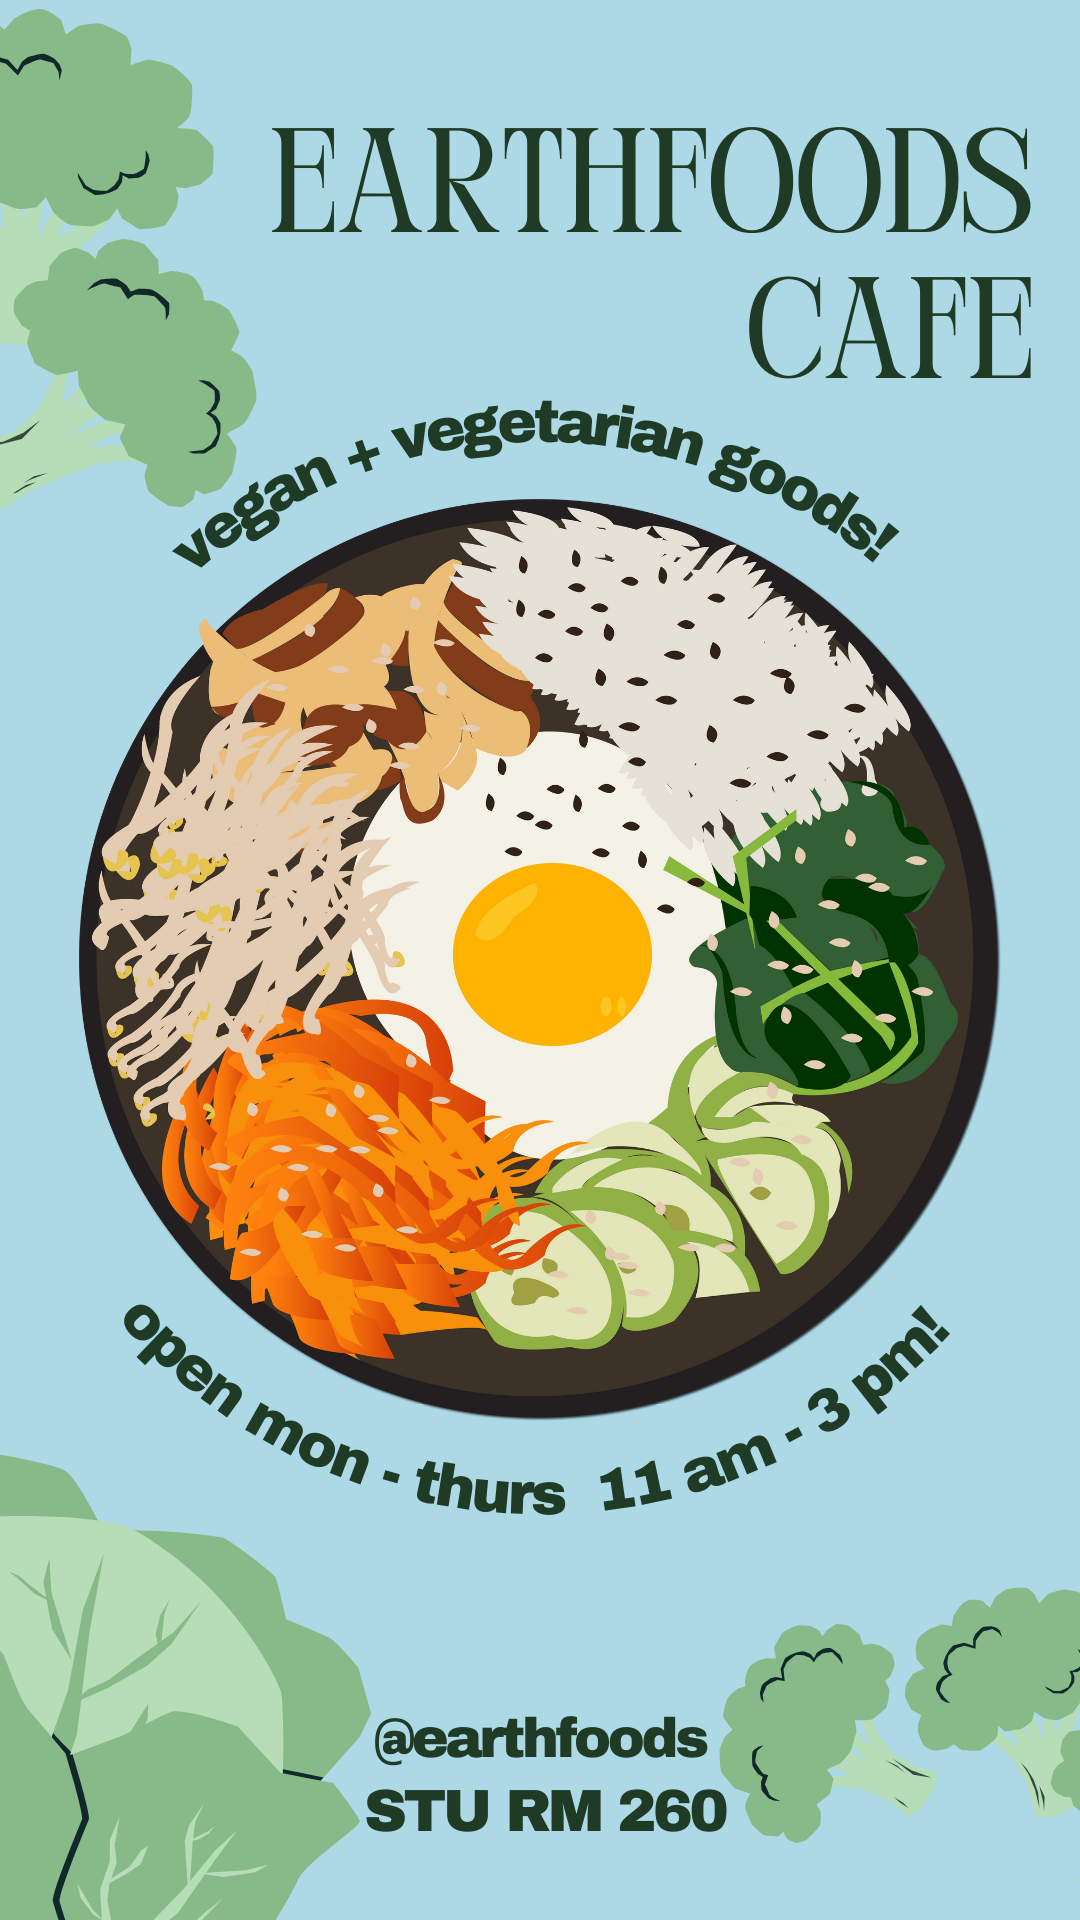 EARTHFOODS
CAFE
vegan + vegetarian goods!
open mon - thurs 11 am - 3 pm!
@earthfoods
STU RM 260